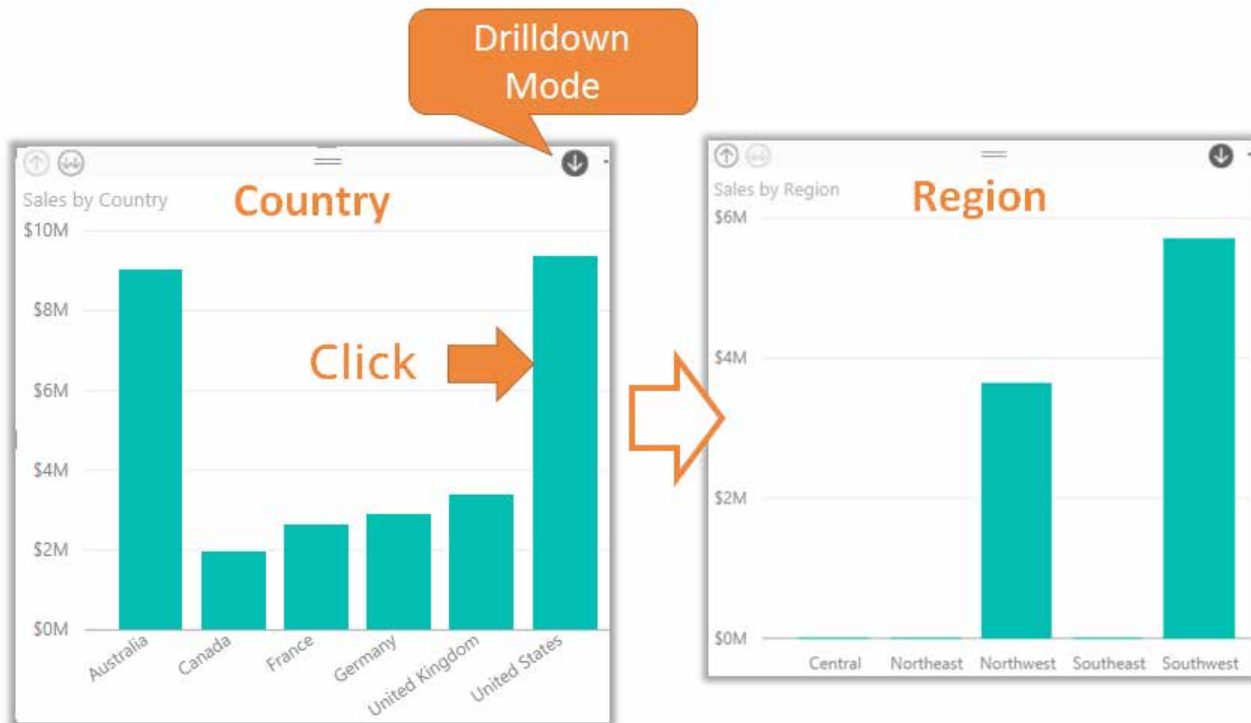 Drilldown
Mode
Sales by Country
Country
$10M
$8M
$6M
$4M
$2M
$0M
Click
Australia
Canada
France
Germany
United Kingdom
United States
Sales by Region
Region
$6M
$4M
$2M
$0M
Central
Northeast
Northwest
Southeast
Southwest